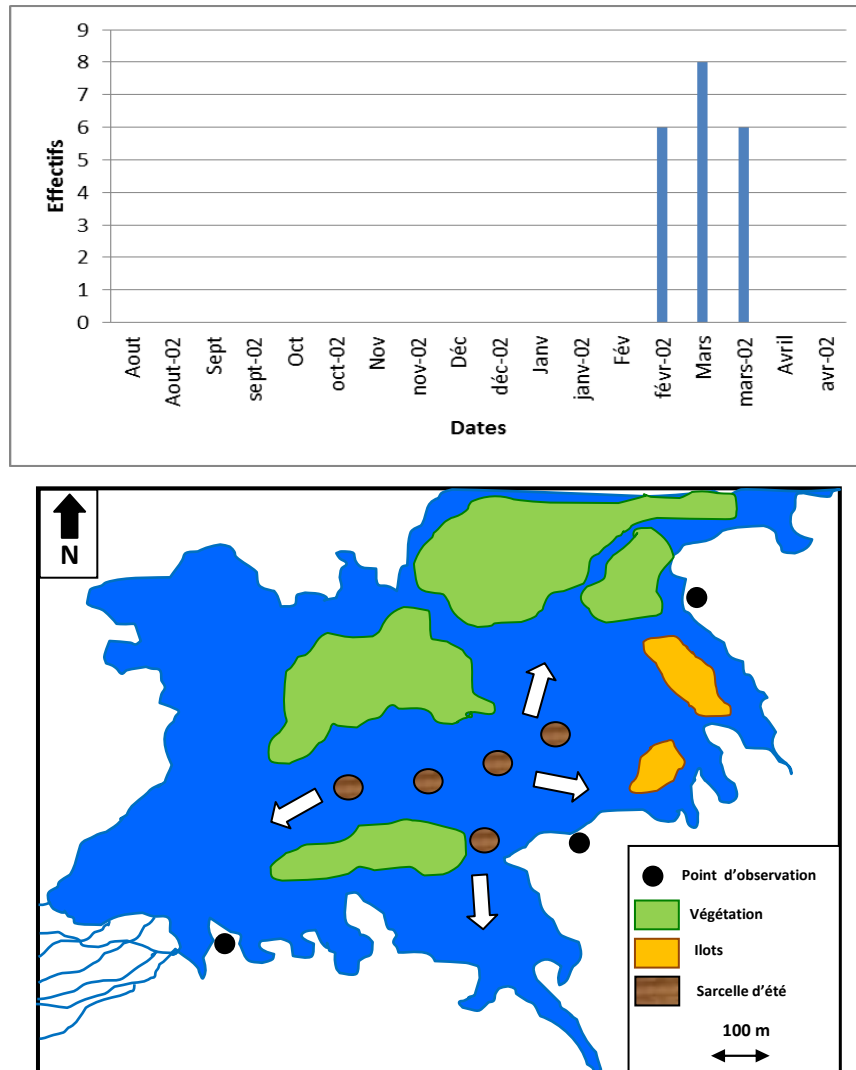 9
8
7
6
5
4
3
2
1
0
Effectifs
Aout
Aout-02
Sept
sept-02
Oct
oct-02
Nov
nov-02
Déc
déc-02
Janv
janv-02
Fév
févr-02
Mars
mars-02
Avril
avr-02
Dates
N
Point d'observation
Végétation
Ilots
Sarcelle d'été
100 m